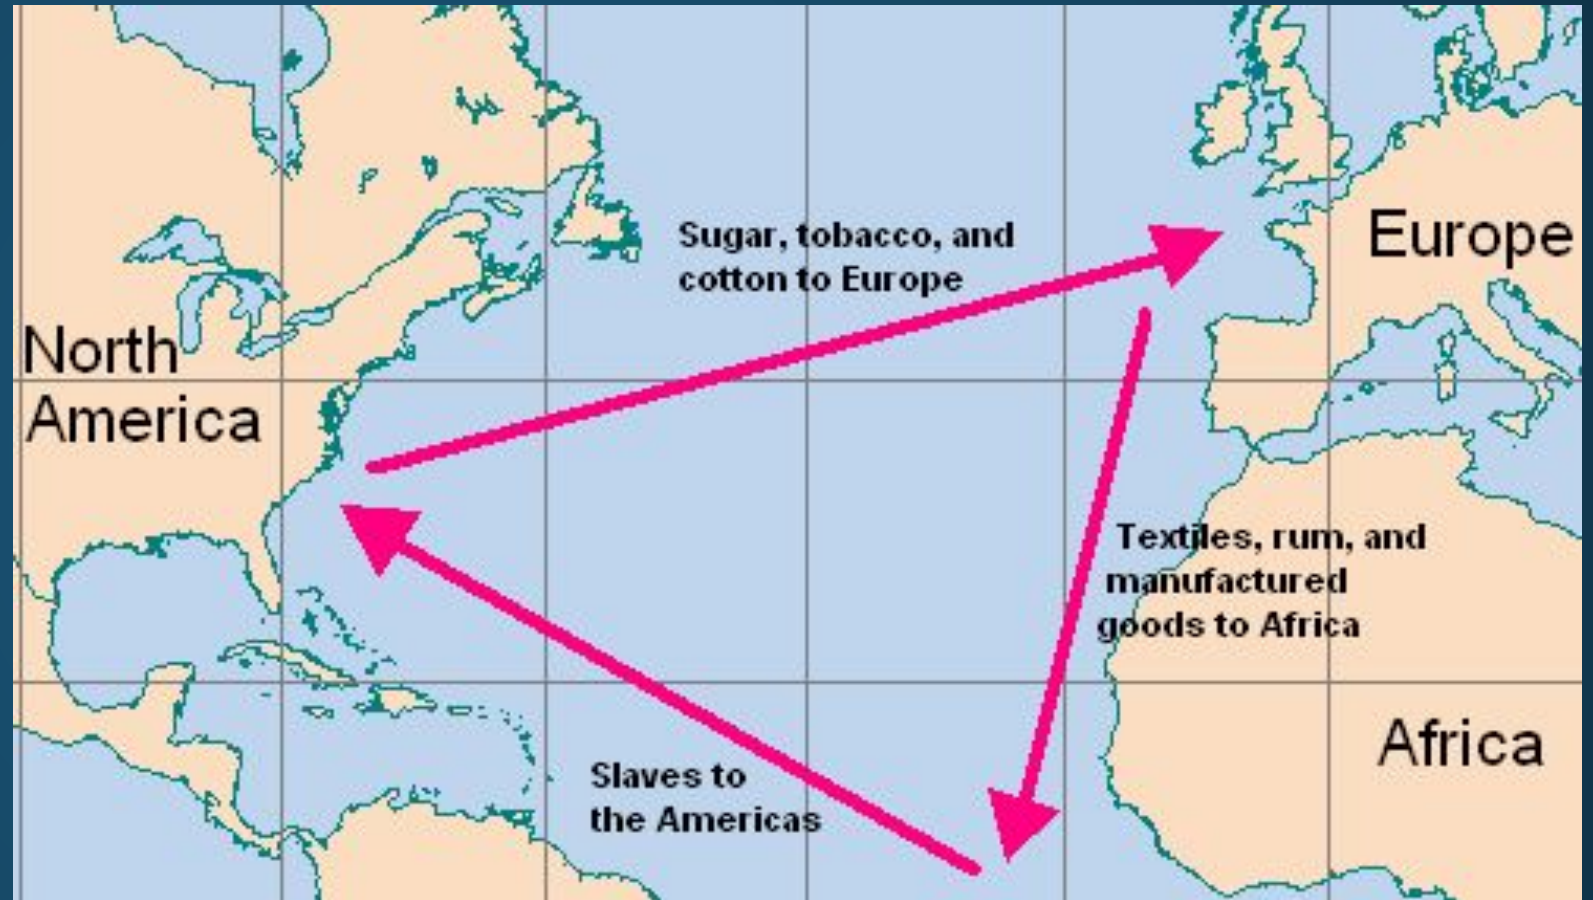 Sugar, tobacco, and
cotton to Europe
Europe
North
America
Textiles, rum, and
manufactured
goods to Africa
Africa
Slaves to
the Americas